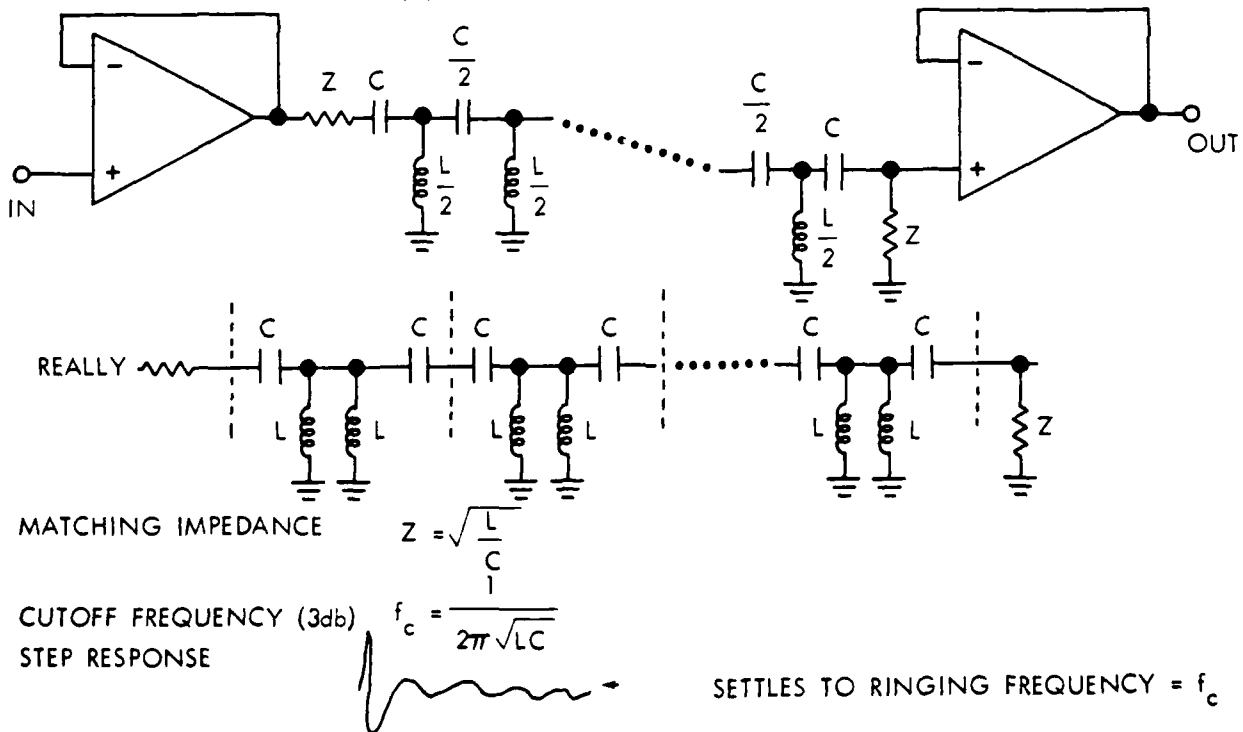 Z C C/2
C/2 C
- + IN
L/2 L/2
L/2 Z
- + OUT
REALLY C C C C C C
L L L L L L Z
MATCHING IMPEDANCE Z = √(L/C)
CUTOFF FREQUENCY (3db) f_c = 1/(2π√LC)
STEP RESPONSE
SETTLES TO RINGING FREQUENCY = f_c